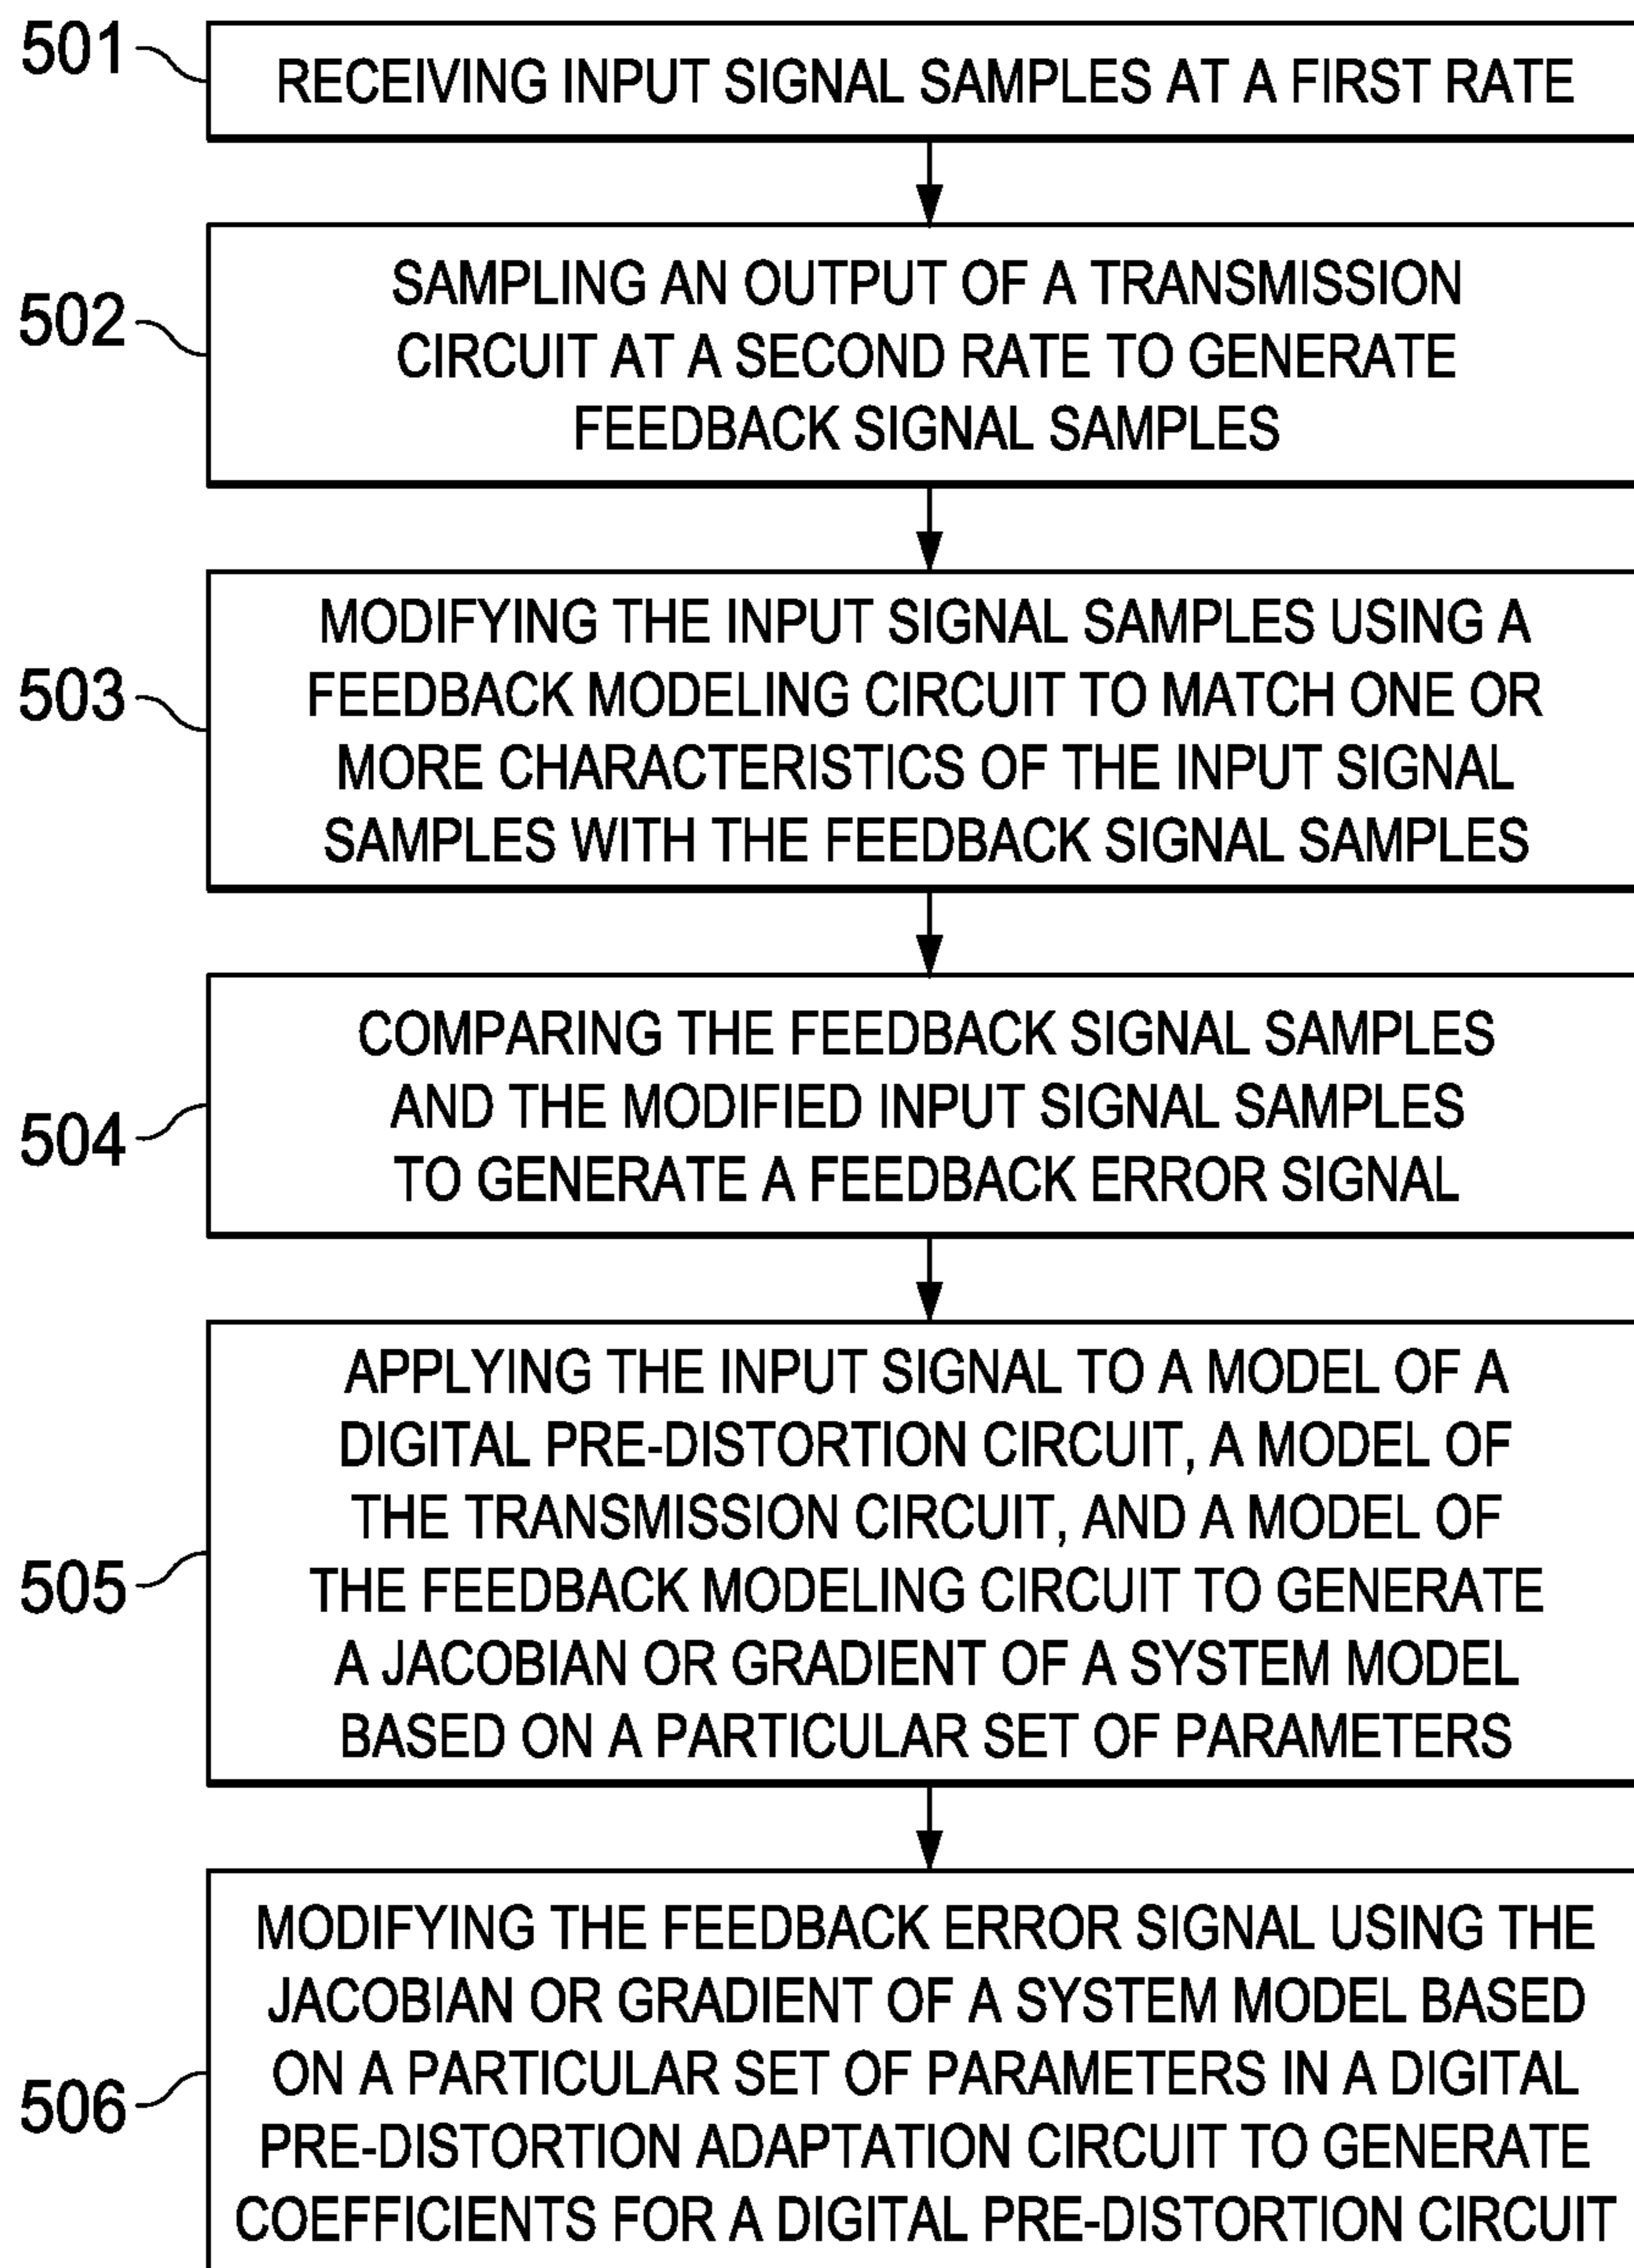 501
RECEIVING INPUT SIGNAL SAMPLES AT A FIRST RATE
502
SAMPLING AN OUTPUT OF A TRANSMISSION
CIRCUIT AT A SECOND RATE TO GENERATE
FEEDBACK SIGNAL SAMPLES
503
MODIFYING THE INPUT SIGNAL SAMPLES USING A
FEEDBACK MODELING CIRCUIT TO MATCH ONE OR
MORE CHARACTERISTICS OF THE INPUT SIGNAL
SAMPLES WITH THE FEEDBACK SIGNAL SAMPLES
504
COMPARING THE FEEDBACK SIGNAL SAMPLES
AND THE MODIFIED INPUT SIGNAL SAMPLES
TO GENERATE A FEEDBACK ERROR SIGNAL
505
APPLYING THE INPUT SIGNAL TO A MODEL OF A
DIGITAL PRE-DISTORTION CIRCUIT, A MODEL OF
THE TRANSMISSION CIRCUIT, AND A MODEL OF
THE FEEDBACK MODELING CIRCUIT TO GENERATE
A JACOBIAN OR GRADIENT OF A SYSTEM MODEL
BASED ON A PARTICULAR SET OF PARAMETERS
506
MODIFYING THE FEEDBACK ERROR SIGNAL USING THE
JACOBIAN OR GRADIENT OF A SYSTEM MODEL BASED
ON A PARTICULAR SET OF PARAMETERS IN A DIGITAL
PRE-DISTORTION ADAPTATION CIRCUIT TO GENERATE
COEFFICIENTS FOR A DIGITAL PRE-DISTORTION CIRCUIT